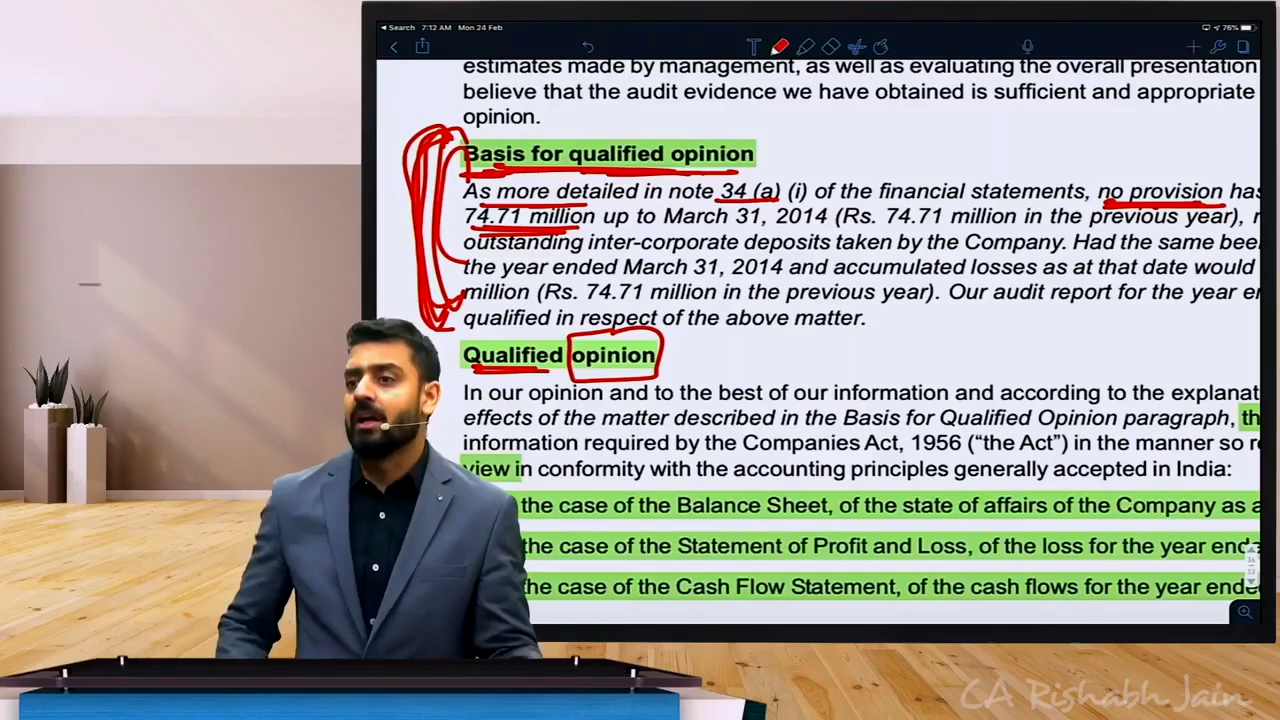 Search 7:12 AM Mon 24 Feb 76%
estimates made by management, as well as evaluating the overall presentation
believe that the audit evidence we have obtained is sufficient and appropriate
opinion.
Basis for qualified opinion
As more detailed in note 34 (a) (i) of the financial statements, no provision has
74.71 million up to March 31, 2014 (Rs. 74.71 million in the previous year),
outstanding inter-corporate deposits taken by the Company. Had the same bee
the year ended March 31, 2014 and accumulated losses as at that date would
million (Rs. 74.71 million in the previous year). Our audit report for the year e
qualified in respect of the above matter.
Qualified opinion
In our opinion and to the best of our information and according to the explanat
effects of the matter described in the Basis for Qualified Opinion paragraph, th
information required by the Companies Act, 1956 (“the Act”) in the manner so r
view in conformity with the accounting principles generally accepted in India:
the case of the Balance Sheet, of the state of affairs of the Company as a
the case of the Statement of Profit and Loss, of the loss for the year ende
the case of the Cash Flow Statement, of the cash flows for the year ende
CA Rishabh Jain